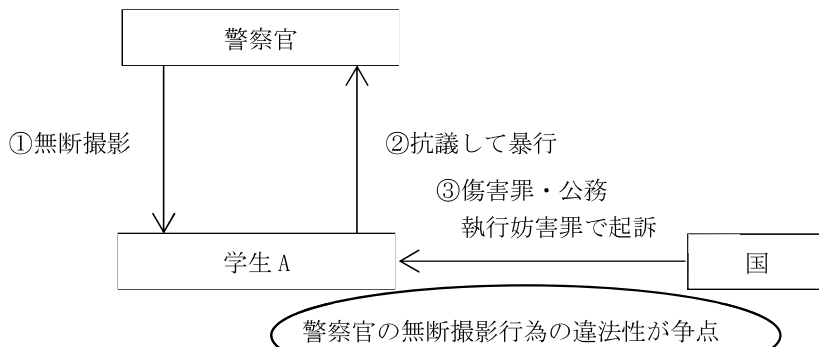 警察官
①無断撮影
②抗議して暴行
③傷害罪・公務
執行妨害罪で起訴
学生A
国
警察官の無断撮影行為の違法性が争点